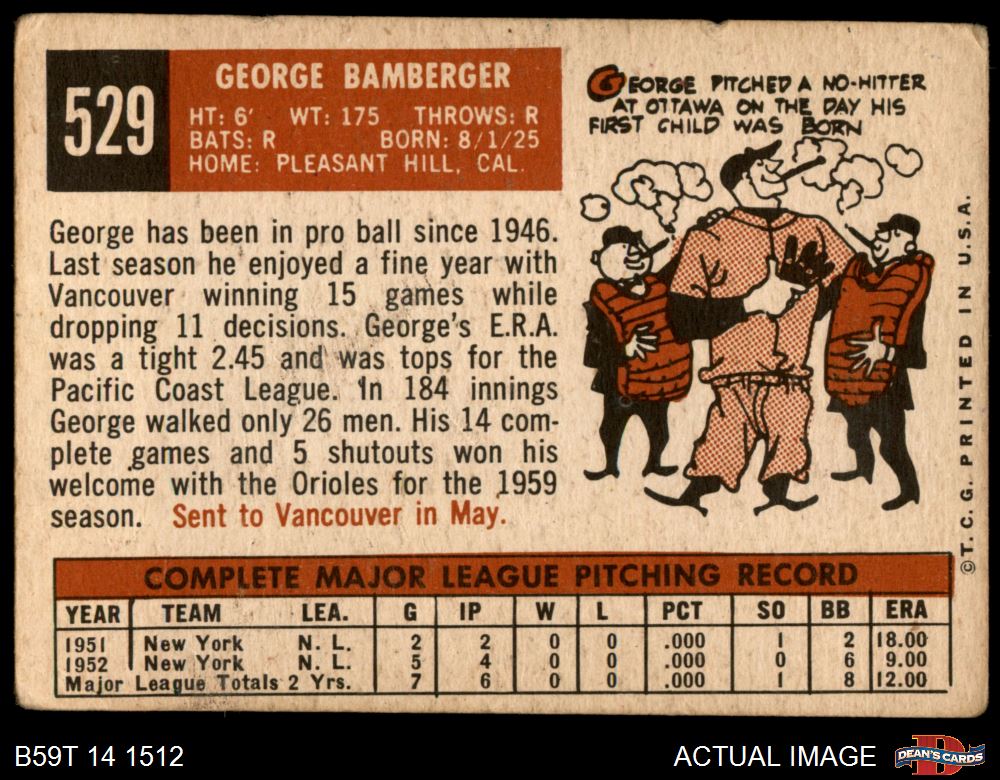 529
GEORGE BAMBERGER
HT: 6' WT: 175 THROWS: R
BATS: R BORN: 8/1/25
HOME: PLEASANT HILL, CAL.
GEORGE PITCHED A NO-HITTER
AT OTTAWA ON THE DAY HIS
FIRST CHILD WAS BORN
George has been in pro ball since 1946.
Last season he enjoyed a fine year with
Vancouver winning 15 games while
dropping 11 decisions. George's E.R.A.
was a tight 2.45 and was tops for the
Pacific Coast League. In 184 innings
George walked only 26 men. His 14 com-
plete games and 5 shutouts won his
welcome with the Orioles for the 1959
season. Sent to Vancouver in May.
©T. C. G. PRINTED IN U.S.A.
COMPLETE MAJOR LEAGUE PITCHING RECORD
YEAR TEAM LEA. G IP W L PCT SO BB ERA
1951 New York N. L. 2 2 0 0 .000 1 2 18.00
1952 New York N. L. 5 4 0 0 .000 0 6 9.00
Major League Totals 2 Yrs. 7 6 0 0 .000 1 8 12.00
B59T 14 1512
ACTUAL IMAGE
D
DEAN'S CARDS